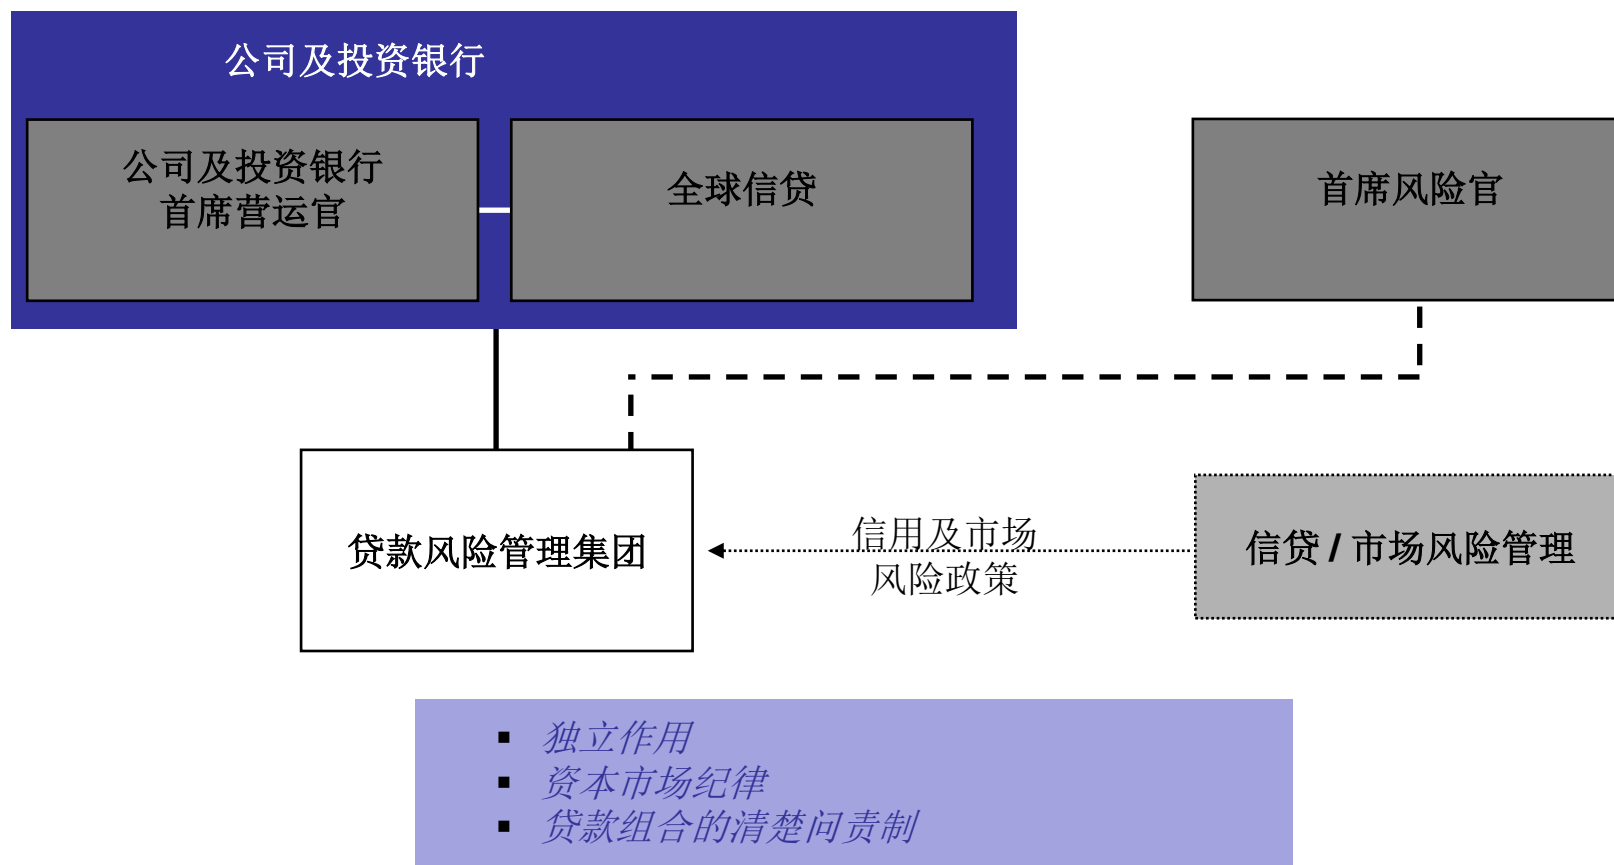 公司及投资银行
公司及投资银行
首席营运官
全球信贷
首席风险官
贷款风险管理集团
信用及市场
风险政策
信贷 / 市场风险管理
▪ 独立作用
▪ 资本市场纪律
▪ 贷款组合的清楚问责制